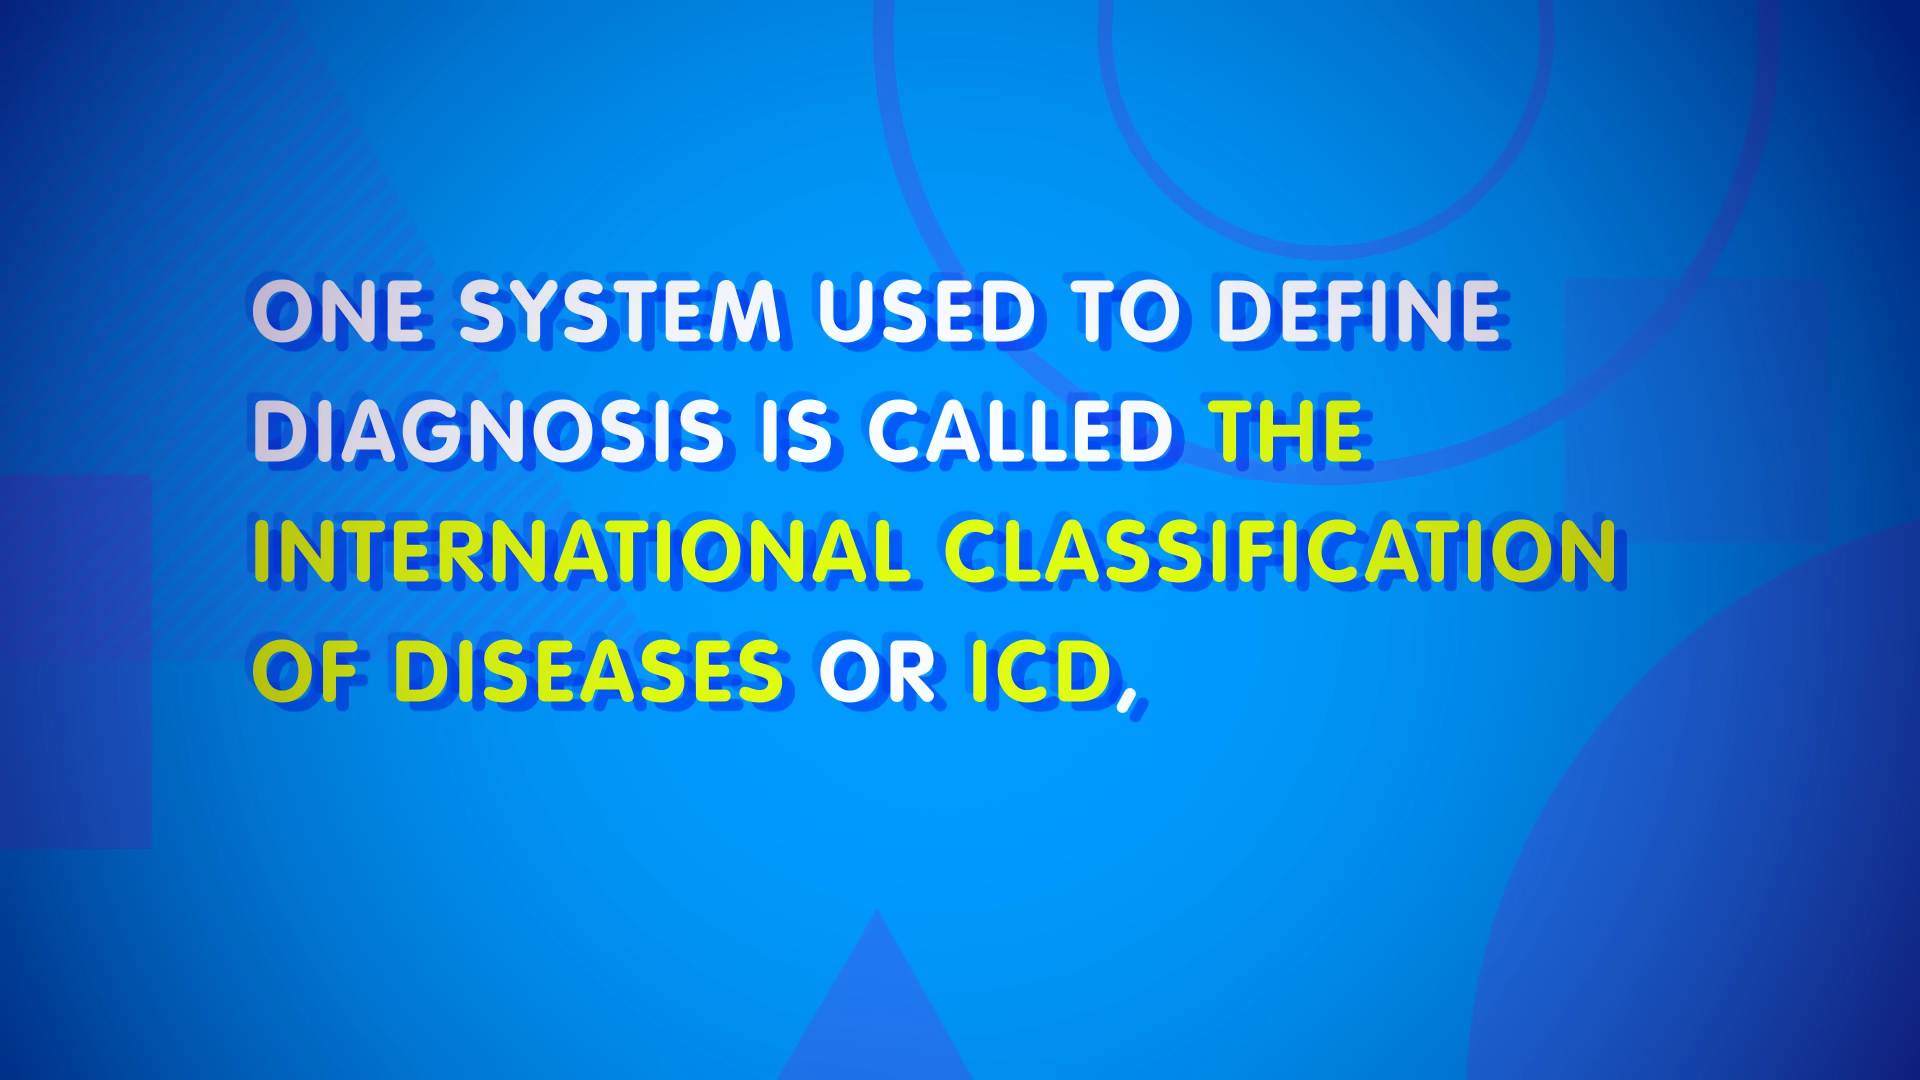 ONE SYSTEM USED TO DEFINE
DIAGNOSIS IS CALLED THE
INTERNATIONAL CLASSIFICATION
OF DISEASES OR ICD,